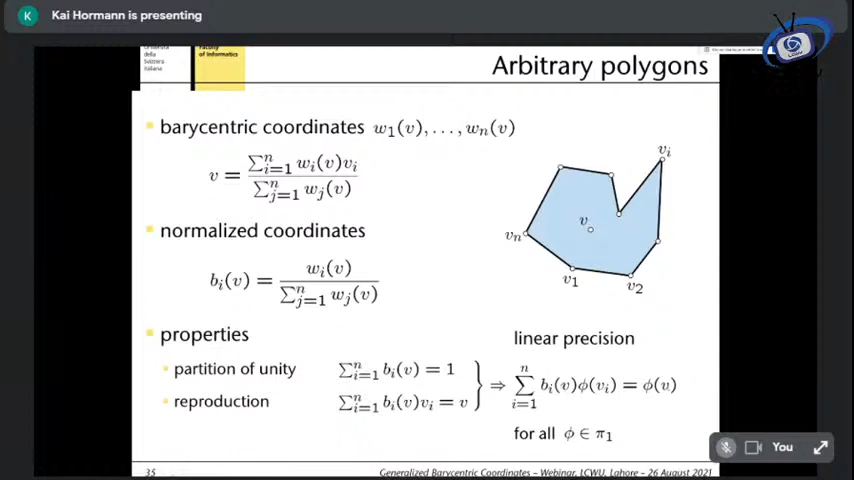 K Kai Hormann is presenting
della
Svizzera
italiana
Faculty
of Informatics
Arbitrary polygons
barycentric coordinates w₁(v), . . . , wₙ(v)
v = ∑ⁿᵢ₌₁ wᵢ(v)vᵢ / ∑ⁿⱼ₌₁ wⱼ(v)
normalized coordinates
bᵢ(v) = wᵢ(v) / ∑ⁿⱼ₌₁ wⱼ(v)
vᵢ
v
vₙ
v₁
v₂
properties
linear precision
partition of unity ∑ⁿᵢ₌₁ bᵢ(v) = 1
reproduction ∑ⁿᵢ₌₁ bᵢ(v)vᵢ = v
⇒ ∑ⁿᵢ₌₁ bᵢ(v)ϕ(vᵢ) = ϕ(v)
for all ϕ ∈ π₁
You
35 Generalized Barycentric Coordinates – Webinar, LCWU, Lahore – 26 August 2021